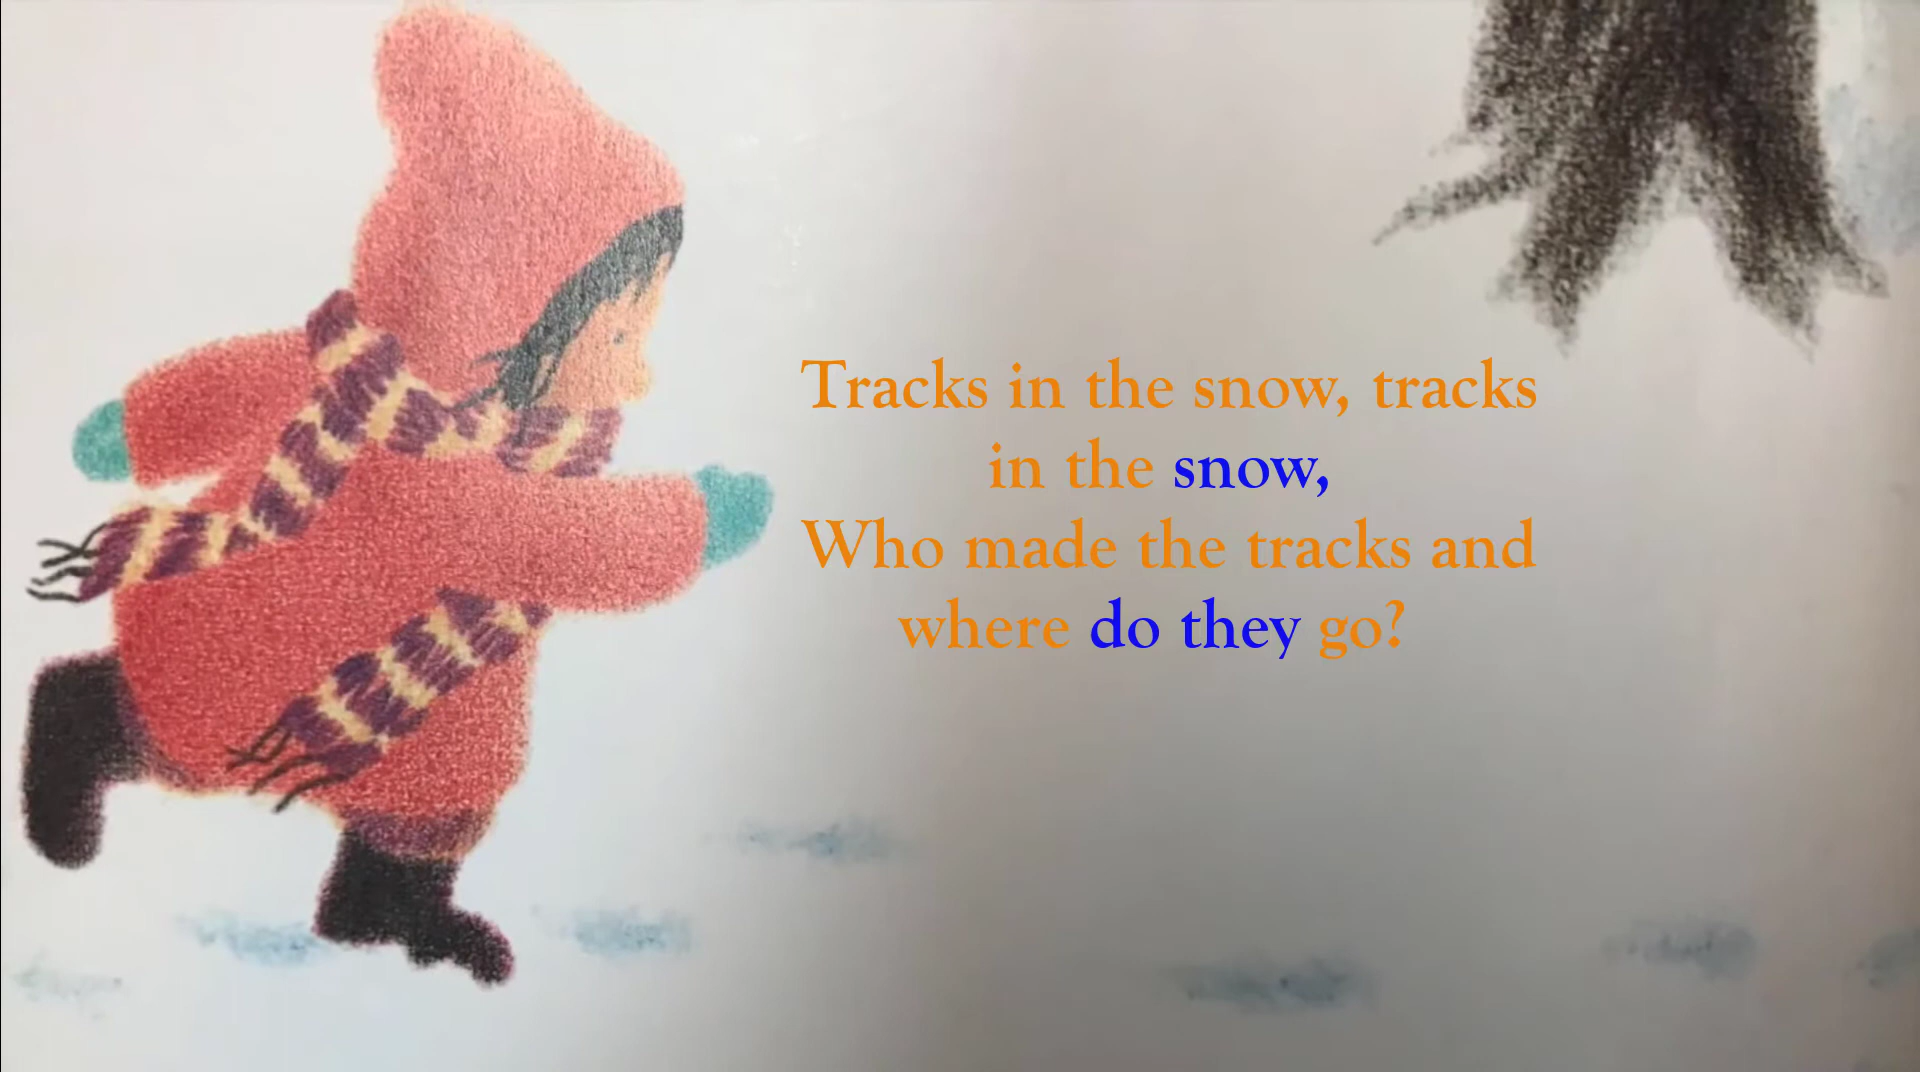 Tracks in the snow, tracks
in the snow,
Who made the tracks and
where do they go?